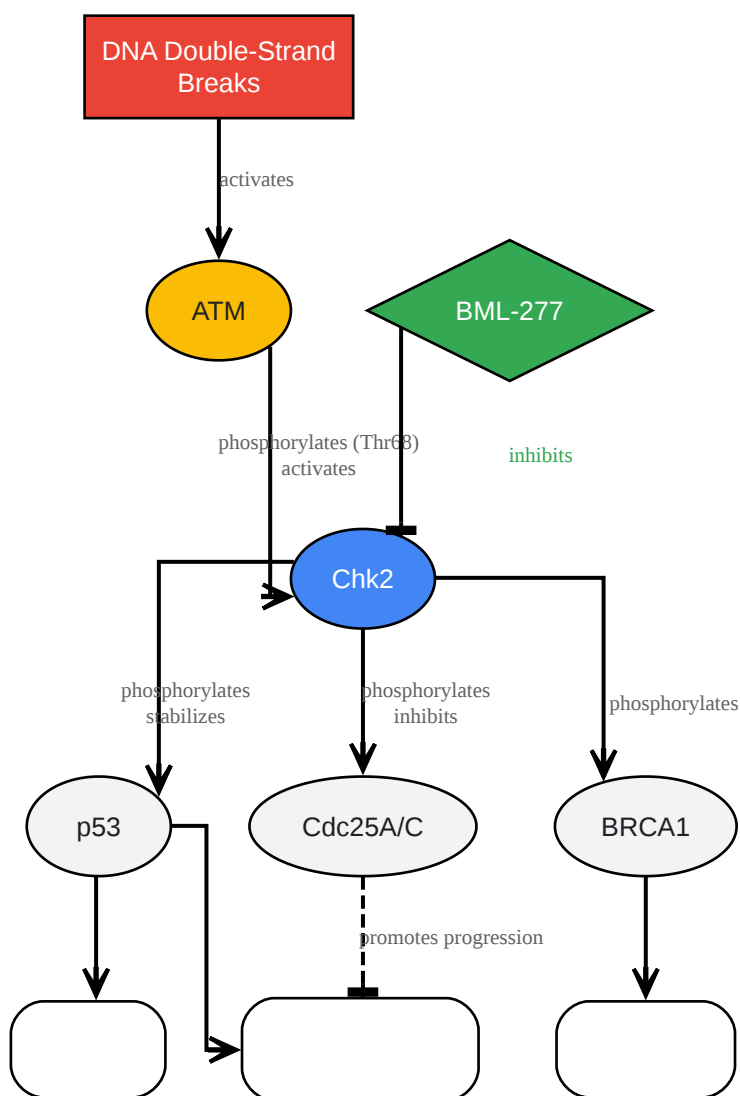 DNA Double-Strand
Breaks
activates
ATM
BML-277
phosphorylates (Thr68)
activates
inhibits
Chk2
phosphorylates
stabilizes
phosphorylates
inhibits
phosphorylates
p53
Cdc25A/C
BRCA1
promotes progression